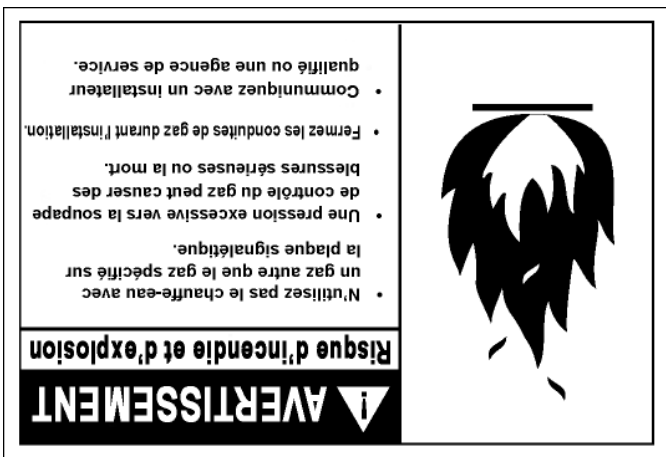 AVERTISSEMENT
Risque d'incendie et d'explosion
• N'utilisez pas le chauffe-eau avec
un gaz autre que le gaz spécifié sur
la plaque signalétique.
• Une pression excessive vers la soupape
de contrôle du gaz peut causer des
blessures sérieuses ou la mort.
• Fermez les conduites de gaz durant l'installation.
• Communiquez avec un installateur
qualifié ou une agence de service.